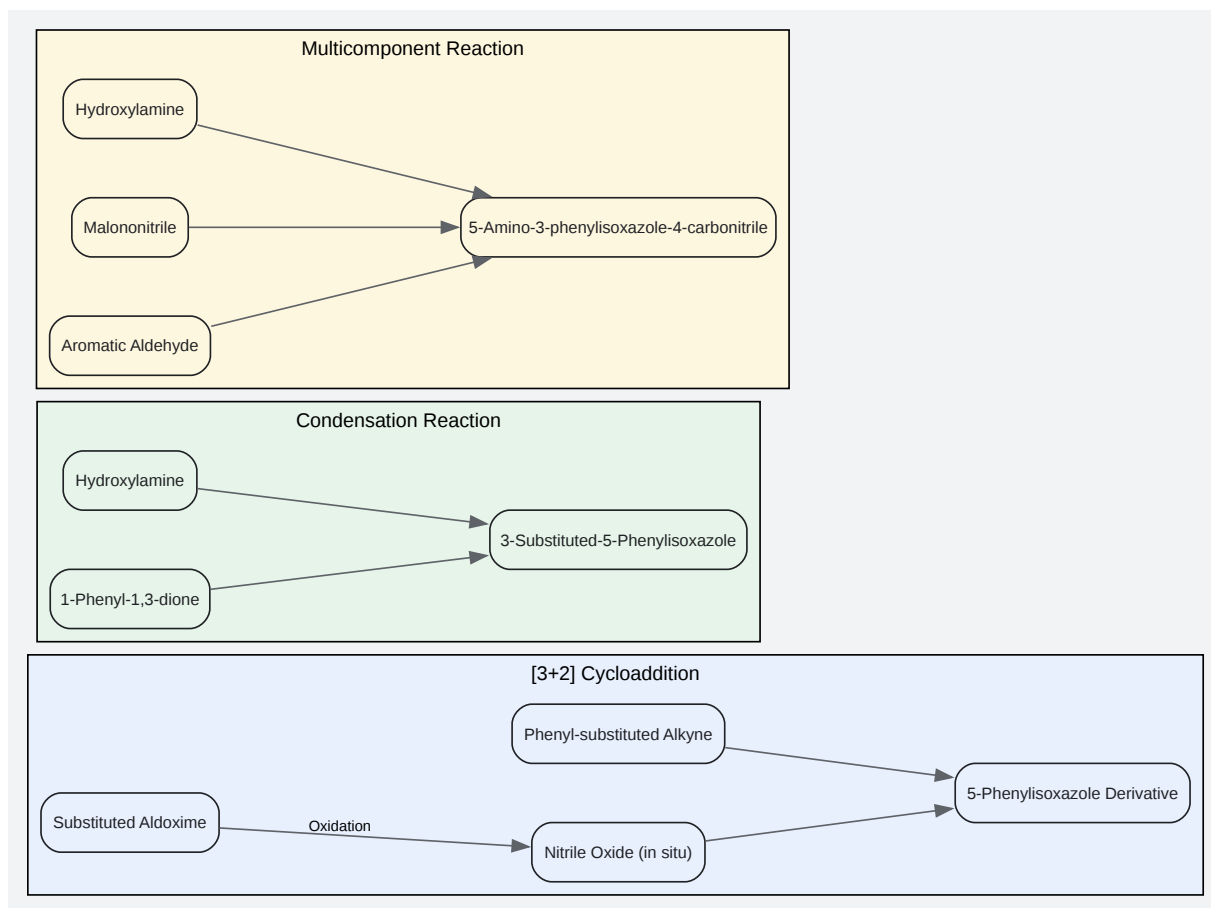 Multicomponent Reaction
Hydroxylamine
Malononitrile
5-Amino-3-phenylisoxazole-4-carbonitrile
Aromatic Aldehyde
Condensation Reaction
Hydroxylamine
3-Substituted-5-Phenylisoxazole
1-Phenyl-1,3-dione
[3+2] Cycloaddition
Phenyl-substituted Alkyne
5-Phenylisoxazole Derivative
Substituted Aldoxime
Oxidation
Nitrile Oxide (in situ)